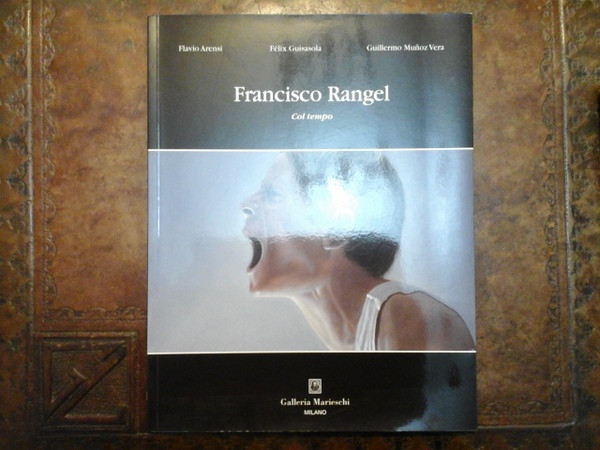 Flavio Arensi Félix Guisasola Guillermo Muñoz Vera
Francisco Rangel
Col tempo
Galleria Marieschi
MILANO